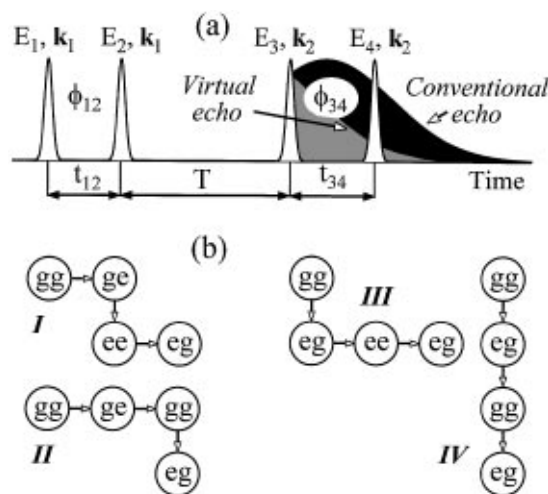 (a)
E₁, k₁ E₂, k₁ E₃, k₂ E₄, k₂
Virtual echo
Conventional echo
ϕ₁₂ ϕ₃₄
t₁₂ T t₃₄ Time
(b)
gg ge
I
ee eg
gg ge gg
II
eg
gg
III
eg ee eg
gg
eg
gg
IV
eg